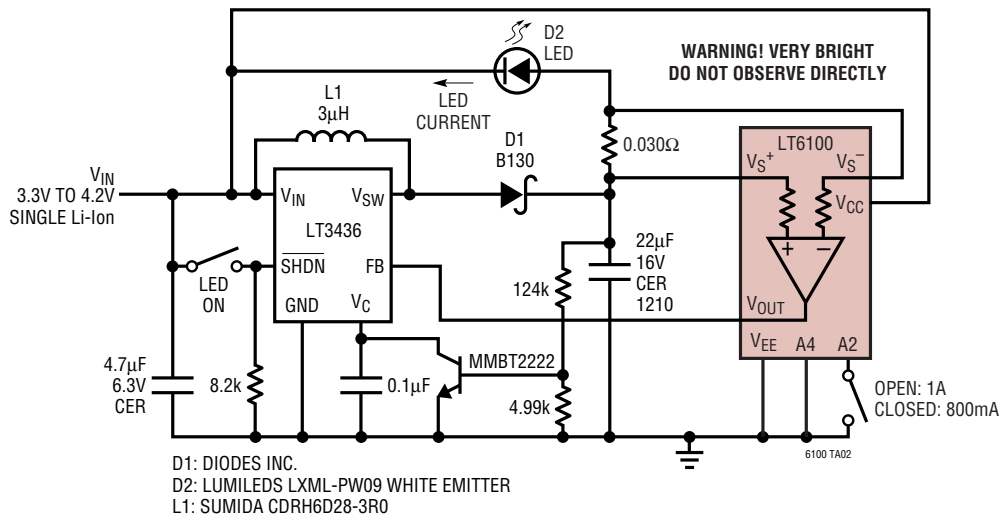 D2
LED
WARNING! VERY BRIGHT
DO NOT OBSERVE DIRECTLY
LED
CURRENT
L1
3µH
D1
B130
0.030Ω
LT6100
VS+
VS–
VCC
VIN
3.3V TO 4.2V
SINGLE Li-Ion
VIN
VSW
LT3436
SHDN
FB
GND
VC
LED
ON
124k
22µF
16V
CER
1210
+
–
VOUT
VEE
A4
A2
4.7µF
6.3V
CER
8.2k
0.1µF
MMBT2222
4.99k
OPEN: 1A
CLOSED: 800mA
6100 TA02
D1: DIODES INC.
D2: LUMILEDS LXML-PW09 WHITE EMITTER
L1: SUMIDA CDRH6D28-3R0